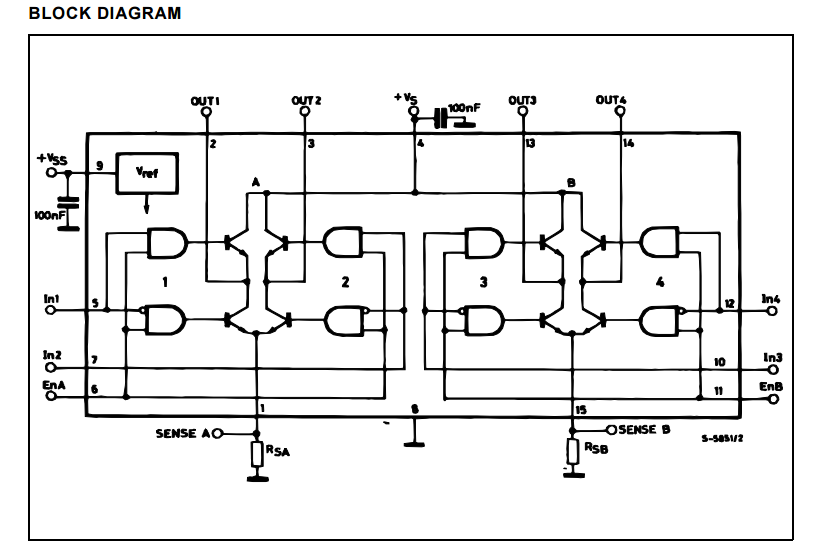 BLOCK DIAGRAM
OUT1 OUT2 +VS 100nF OUT3 OUT4
2 3 4 13 14
+VSS 9 Vref
A B
100nF
1 2 3 4
In1 5 12 In4
In2 7 10 In3
EnA 6 11 EnB
1 8 15
SENSE A SENSE B S-5851/2
RSA RSB